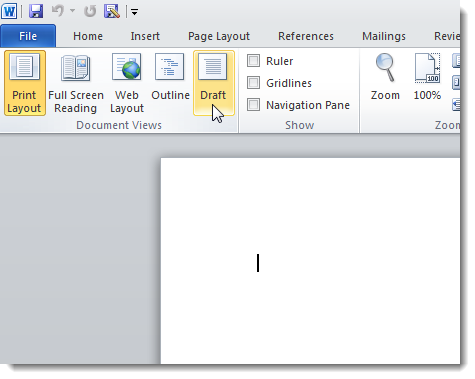 W
File Home Insert Page Layout References Mailings Revie
Print Layout Full Screen Reading Web Layout Outline Draft
Ruler
Gridlines
Navigation Pane
Zoom 100%
100
Document Views Show Zoo